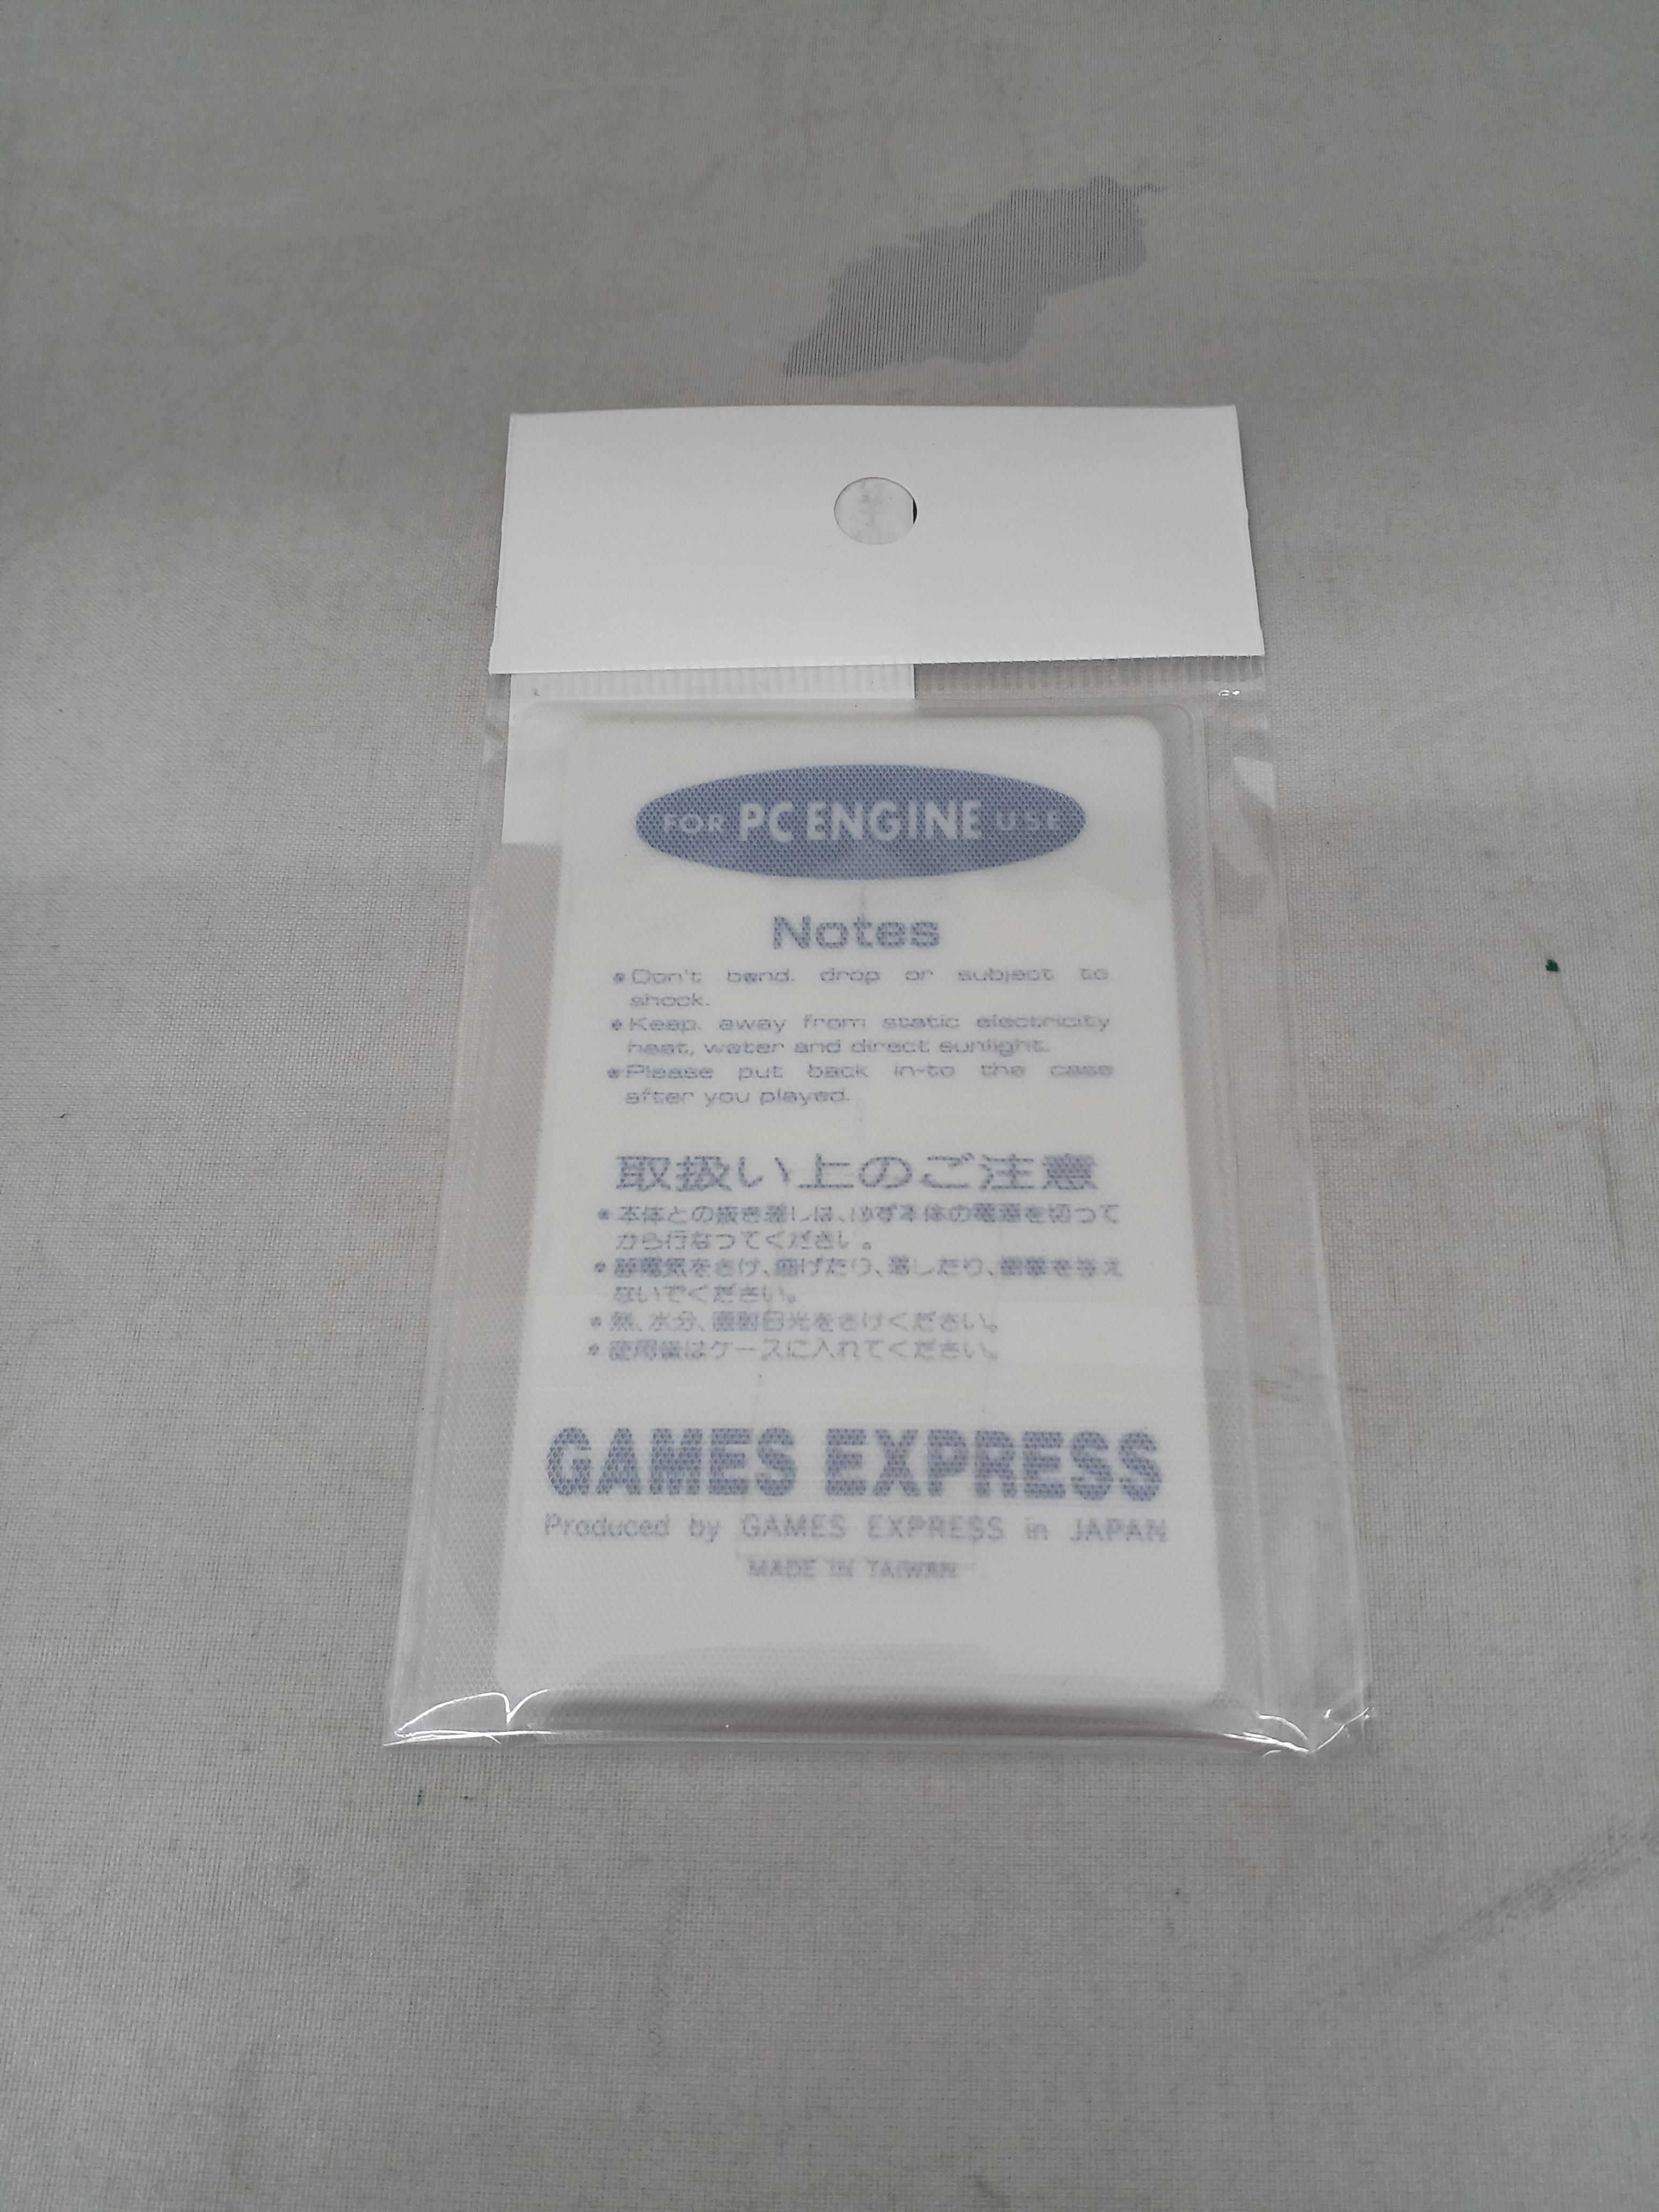 FOR PC ENGINE USE
Notes
●Don't bend. drop or subject to
shock.
●Keep. away from static electricity
heat, water and direct sunlight.
●Please put back in-to the case
after you played.
取扱い上のご注意
●本体との抜き差しは、必ず本体の電源を切って
から行なってください。
●静電気をさけ、曲げたり、落したり、衝撃を与え
ないでください。
●熱、水分、直射日光をさけてください。
●使用後はケースに入れてください。
GAMES EXPRESS
Produced by GAMES EXPRESS in JAPAN
MADE IN TAIWAN